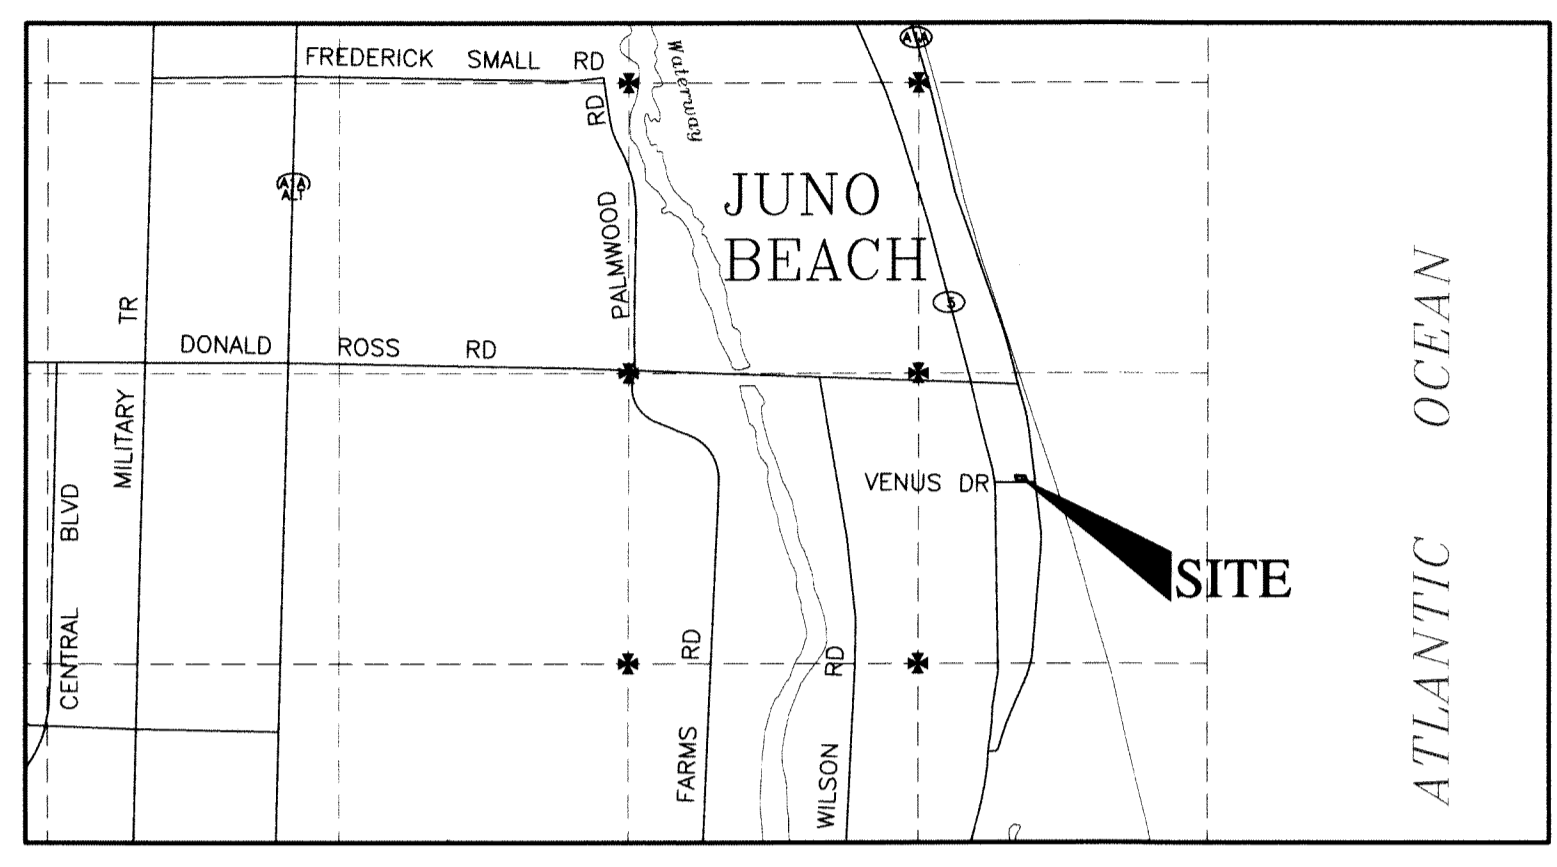 FREDERICK SMALL RD
Waterway
A1A
RD
PALMWOOD
A1A
ALT
JUNO
BEACH
5
TR
MILITARY
DONALD ROSS RD
CENTRAL BLVD
VENUS DR
SITE
FARMS RD
WILSON RD
ATLANTIC OCEAN